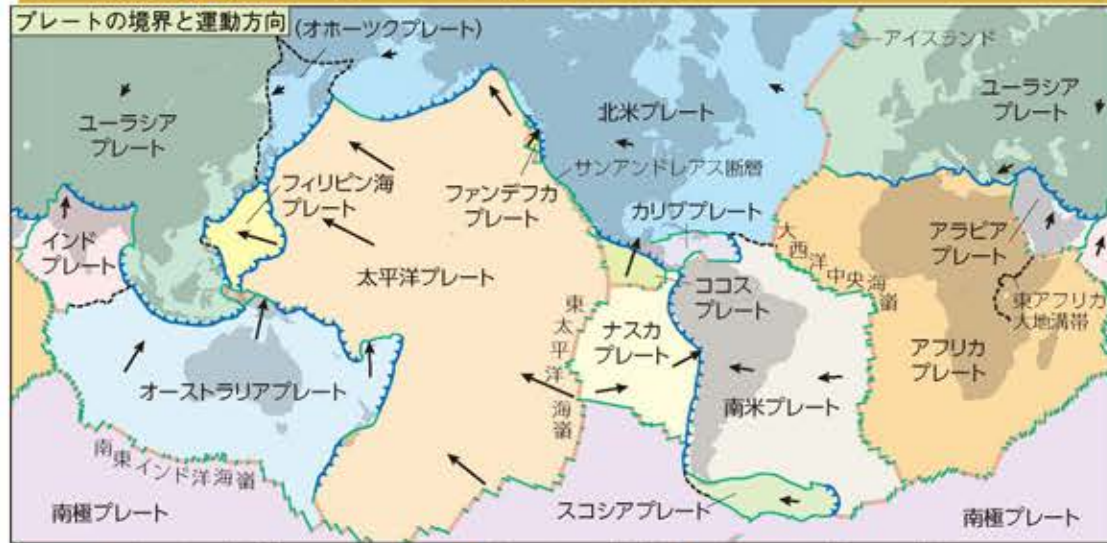 プレートの境界と運動方向
(オホーツクプレート)
アイスランド
ユーラシア
プレート
北米プレート
ユーラシア
プレート
サンアンドレアス断層
フィリピン海
プレート
ファンデフカ
プレート
カリブプレート
インド
プレート
太平洋プレート
大西洋中央海嶺
アラビア
プレート
ココス
プレート
東アフリカ
大地溝帯
東太平洋海嶺
ナスカ
プレート
アフリカ
プレート
オーストラリアプレート
南米プレート
南東インド洋海嶺
南極プレート
スコシアプレート
南極プレート